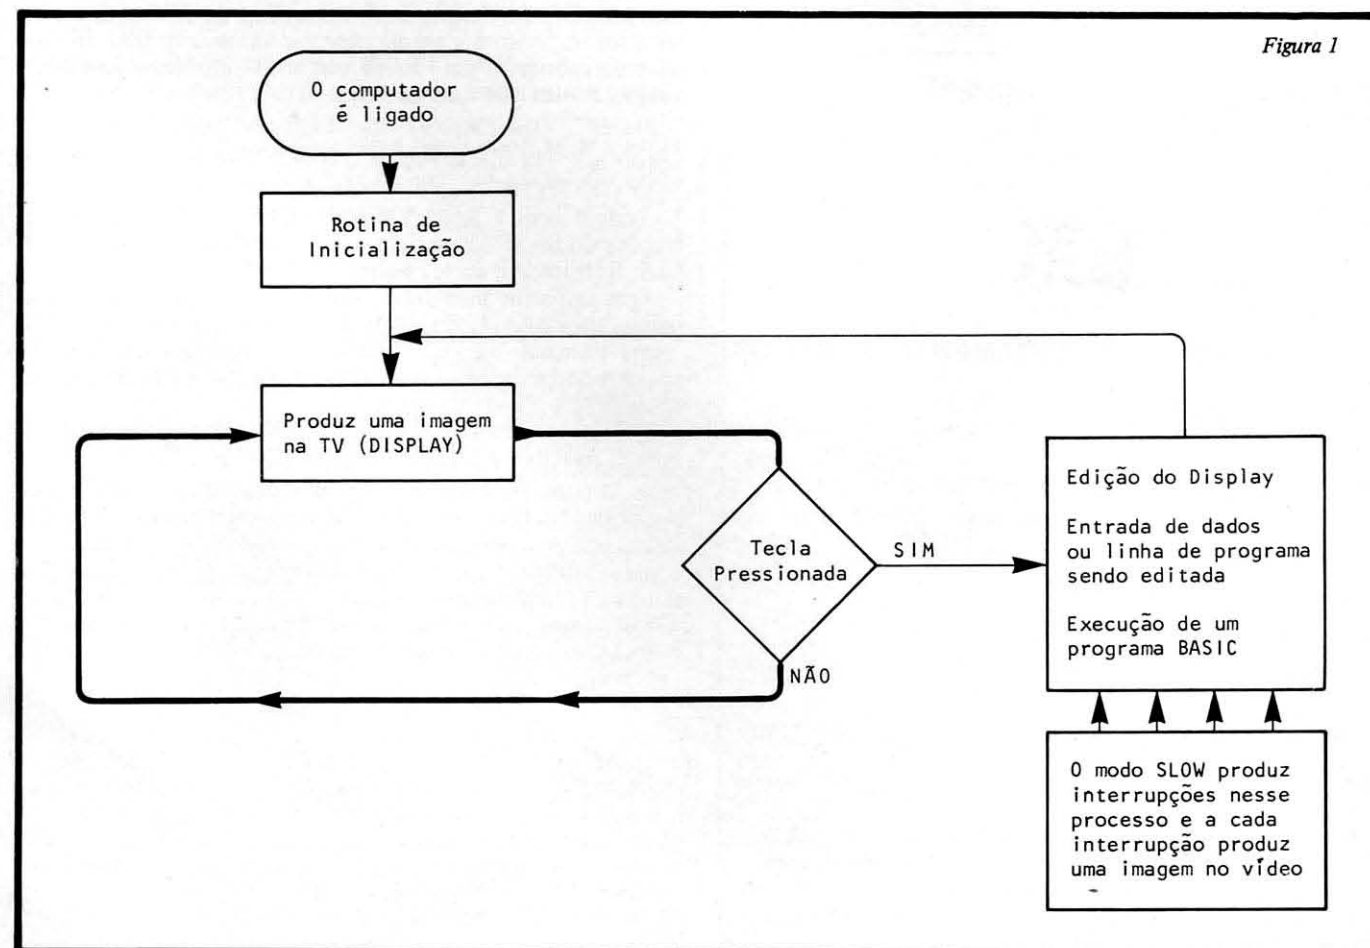 Figura 1
O computador
é ligado
Rotina de
Inicialização
Produz uma imagem
na TV (DISPLAY)
Tecla
Pressionada
SIM
NÃO
Edição do Display
Entrada de dados
ou linha de programa
sendo editada
Execução de um
programa BASIC
O modo SLOW produz
interrupções nesse
processo e a cada
interrupção produz
uma imagem no vídeo